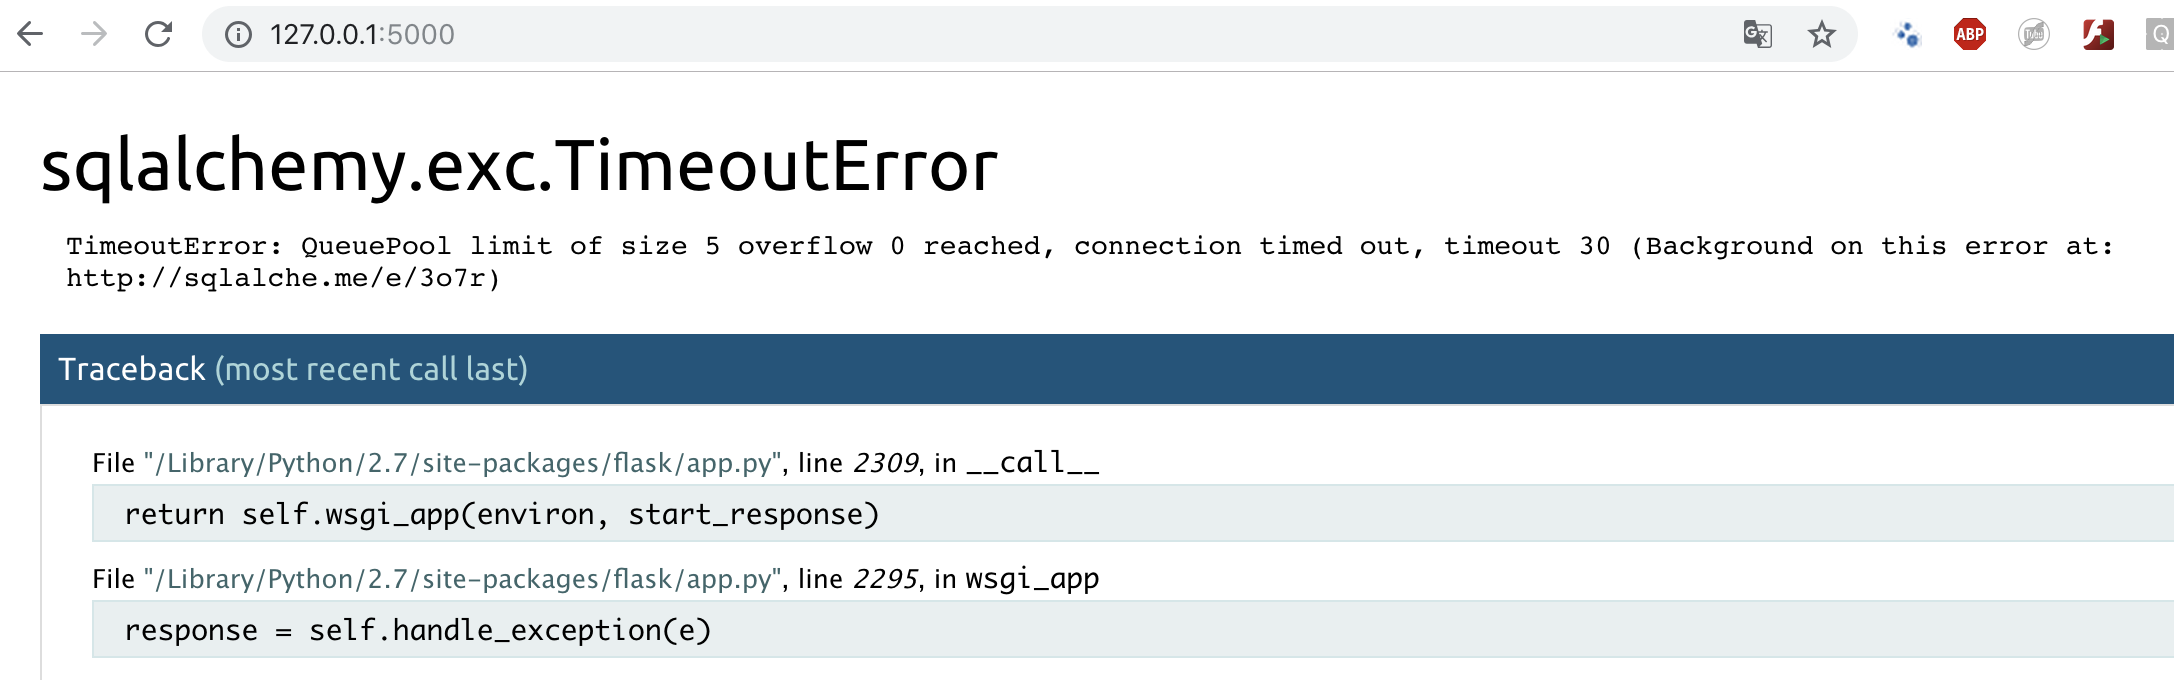 127.0.0.1:5000
ABP
Q
sqlalchemy.exc.TimeoutError
TimeoutError: QueuePool limit of size 5 overflow 0 reached, connection timed out, timeout 30 (Background on this error at:
http://sqlalche.me/e/3o7r)
Traceback (most recent call last)
File "/Library/Python/2.7/site-packages/flask/app.py", line 2309, in __call__
return self.wsgi_app(environ, start_response)
File "/Library/Python/2.7/site-packages/flask/app.py", line 2295, in wsgi_app
response = self.handle_exception(e)